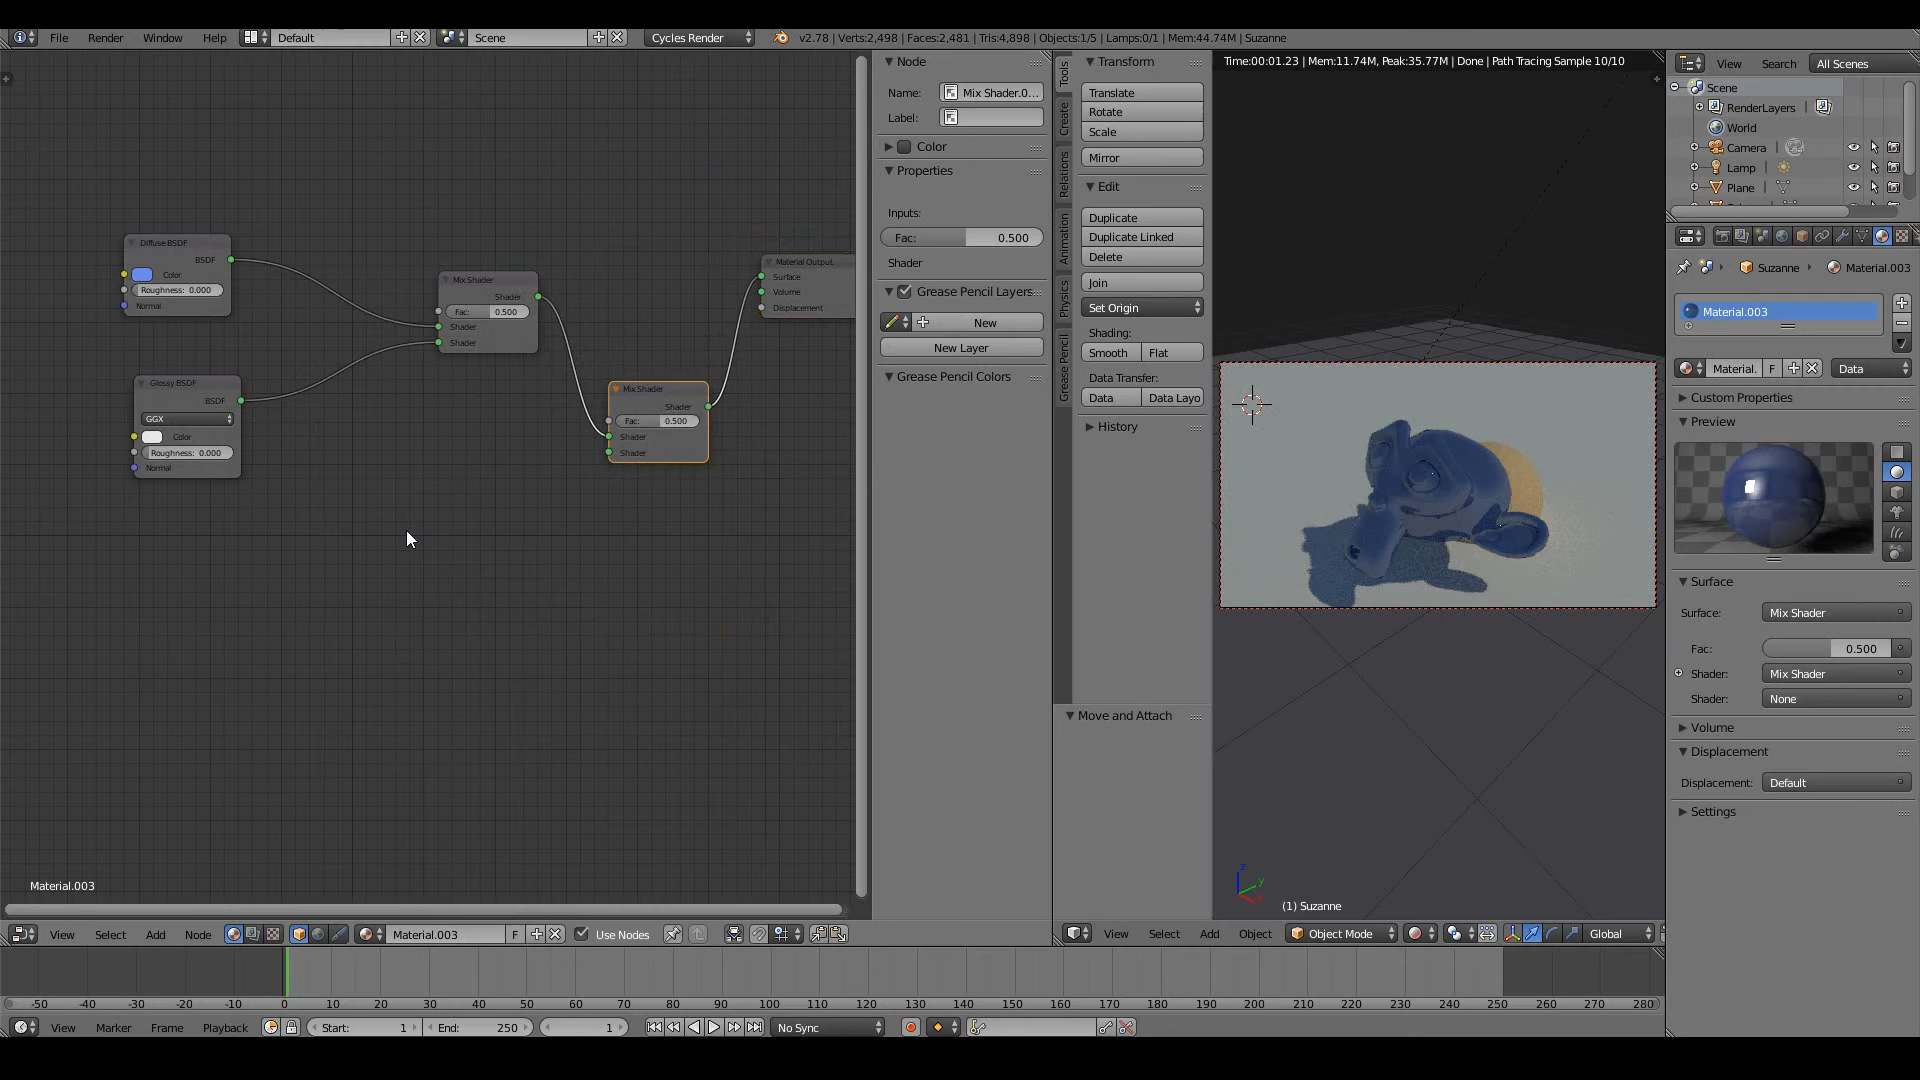 File Render Window Help Default Scene Cycles Render v2.78 | Verts:2,498 | Faces:2,481 | Tris:4,898 | Objects:1/5 | Lamps:0/1 | Mem:44.74M | Suzanne
Diffuse BSDF
BSDF
Color
Roughness: 0.000
Normal
Glossy BSDF
BSDF
GGX
Color
Roughness: 0.000
Normal
Mix Shader
Shader
Fac: 0.500
Shader
Shader
Mix Shader
Shader
Fac: 0.500
Shader
Shader
Material Output
Surface
Volume
Displacement
Material.003
Node
Name: Mix Shader.0...
Label:
Color
Properties
Inputs:
Fac: 0.500
Shader
Grease Pencil Layers
New
New Layer
Grease Pencil Colors
Tools
Create
Relations
Animation
Physics
Grease Pencil
Transform
Translate
Rotate
Scale
Mirror
Edit
Duplicate
Duplicate Linked
Delete
Join
Set Origin
Shading:
Smooth Flat
Data Transfer:
Data Data Layo
History
Move and Attach
Time:00:01.23 | Mem:11.74M, Peak:35.77M | Done | Path Tracing Sample 10/10
z
y
x
(1) Suzanne
View Search All Scenes
Scene
RenderLayers |
World
Camera |
Lamp |
Plane |
Suzanne Material.003
Material.003
Material. F Data
Custom Properties
Preview
Surface
Surface: Mix Shader
Fac: 0.500
Shader: Mix Shader
Shader: None
Volume
Displacement
Displacement: Default
Settings
View Select Add Node Material.003 F Use Nodes
View Select Add Object Object Mode Global
-50 -40 -30 -20 -10 0 10 20 30 40 50 60 70 80 90 100 110 120 130 140 150 160 170 180 190 200 210 220 230 240 250 260 270 280
View Marker Frame Playback Start: 1 End: 250 1 No Sync